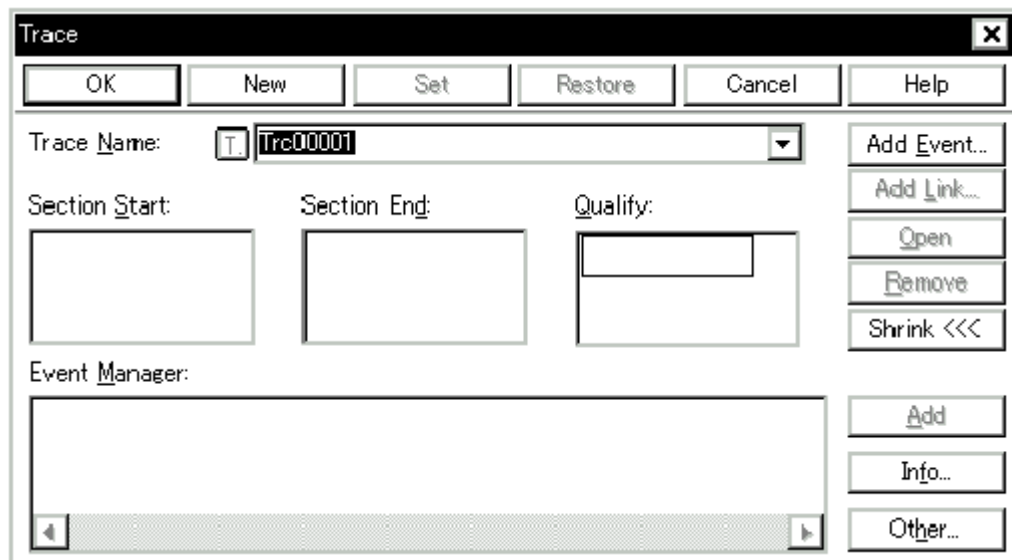 Trace
OK New Set Restore Cancel Help
Trace Name: T. Trc00001 Add Event...
Add Link...
Section Start: Section End: Qualify:
Open
Remove
Shrink <<<
Event Manager:
Add
Info...
Other...